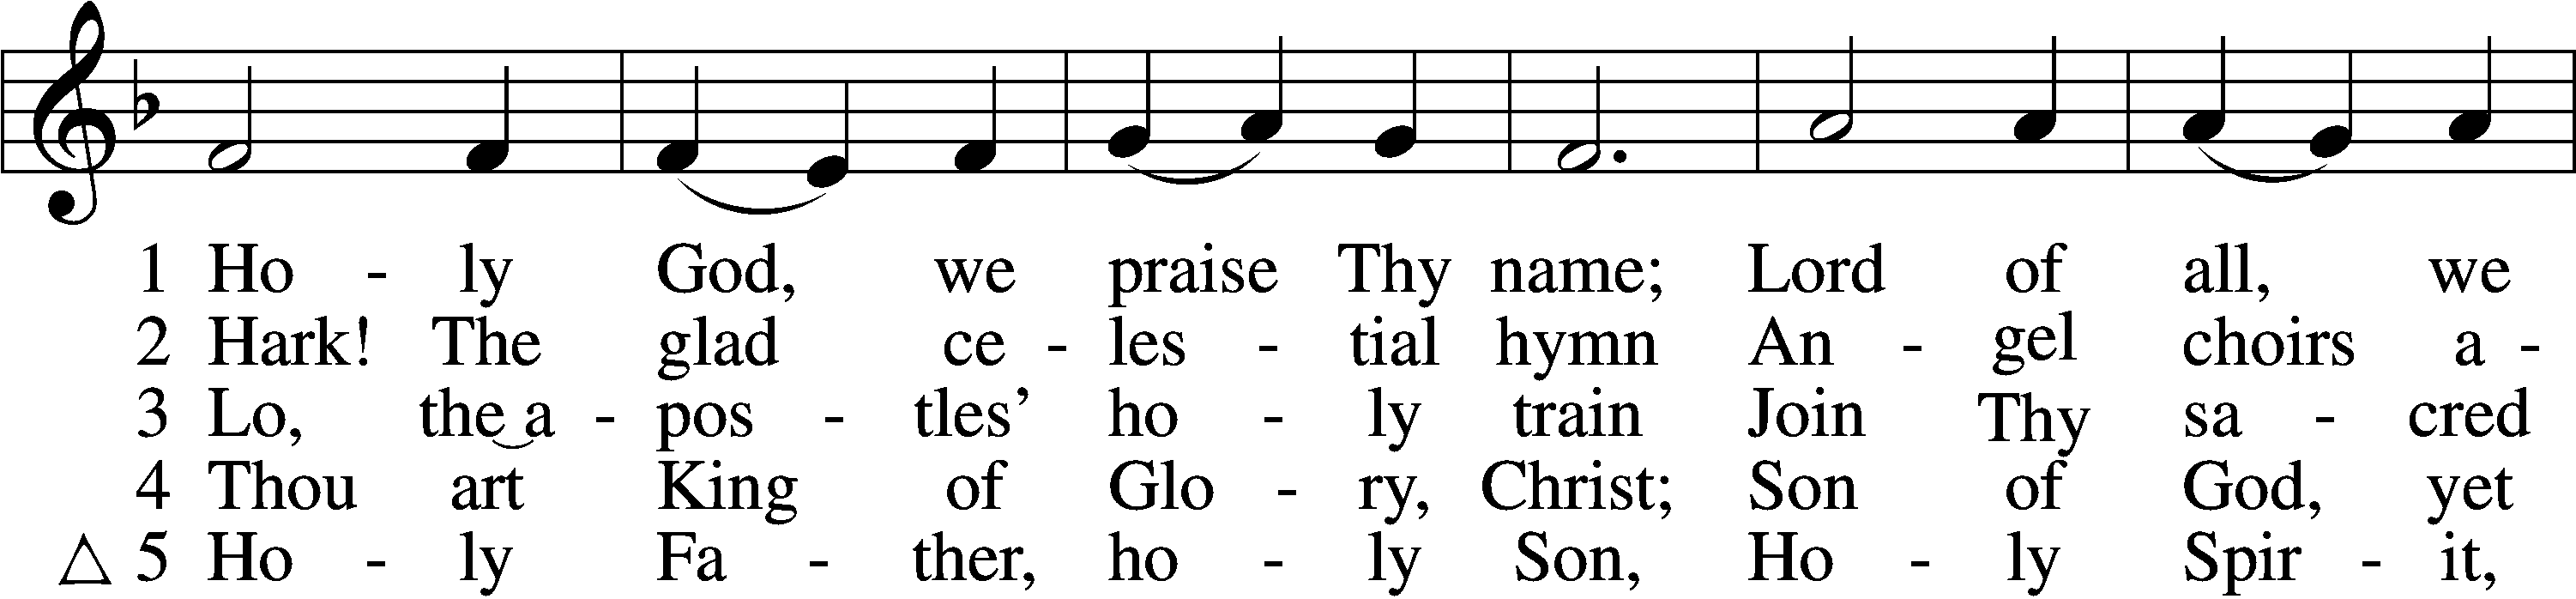 1 Ho - ly God, we praise Thy name; Lord of all, we
2 Hark! The glad ce - les - tial hymn An - gel choirs a -
3 Lo, the‿a - pos - tles’ ho - ly train Join Thy sa - cred
4 Thou art King of Glo - ry, Christ; Son of God, yet
△ 5 Ho - ly Fa - ther, ho - ly Son, Ho - ly Spir - it,